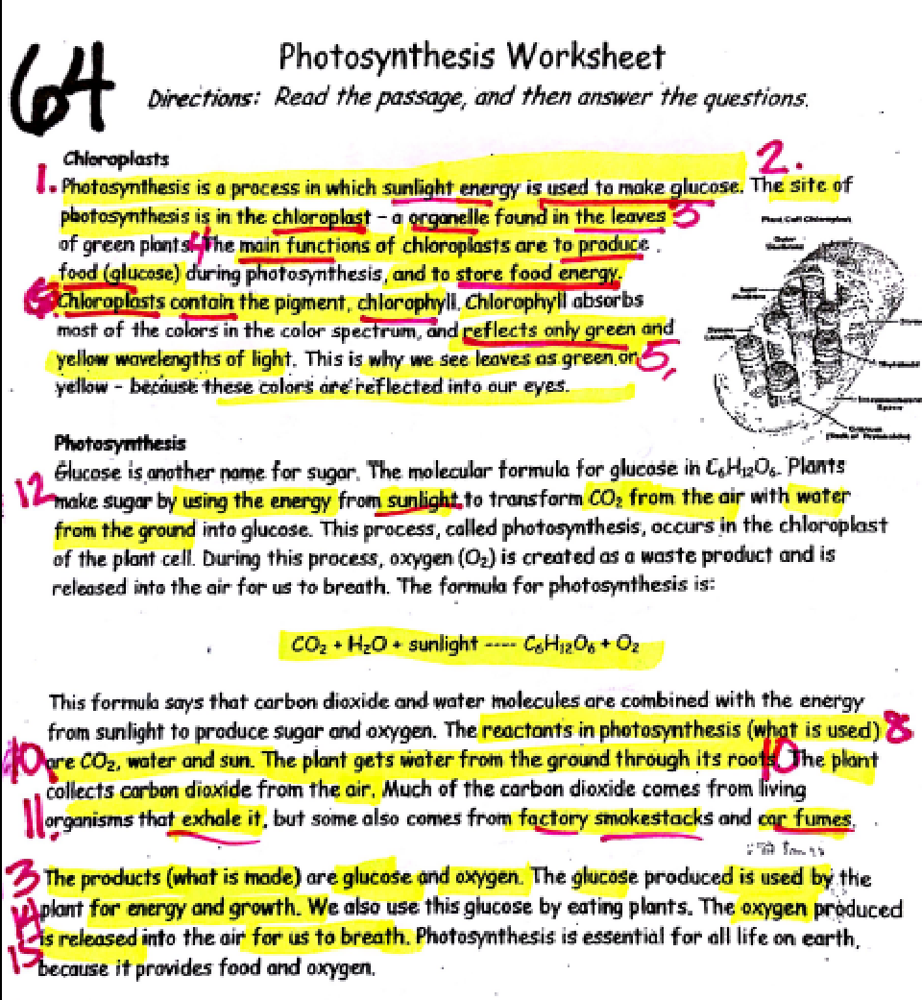 64
Photosynthesis Worksheet
Directions: Read the passage, and then answer the questions.
Chloroplasts
1. Photosynthesis is a process in which sunlight energy is used to make glucose. 2. The site of
photosynthesis is in the chloroplast - a organelle found in the leaves 3
of green plants. 4 The main functions of chloroplasts are to produce
food (glucose) during photosynthesis, and to store food energy.
Chloroplasts contain the pigment, chlorophyll. Chlorophyll absorbs
most of the colors in the color spectrum, and reflects only green and
yellow wavelengths of light. This is why we see leaves as green or 5.
yellow - because these colors are reflected into our eyes.
Plant Cell Chloroplast
Photosynthesis
12 Glucose is another name for sugar. The molecular formula for glucose in C₆H₁₂O₆. Plants
make sugar by using the energy from sunlight to transform CO₂ from the air with water
from the ground into glucose. This process, called photosynthesis, occurs in the chloroplast
of the plant cell. During this process, oxygen (O₂) is created as a waste product and is
released into the air for us to breath. The formula for photosynthesis is:
CO₂ + H₂O + sunlight ---- C₆H₁₂O₆ + O₂
This formula says that carbon dioxide and water molecules are combined with the energy
from sunlight to produce sugar and oxygen. The reactants in photosynthesis (what is used) 8
10 are CO₂, water and sun. The plant gets water from the ground through its roots. 10 The plant
collects carbon dioxide from the air. Much of the carbon dioxide comes from living
11. organisms that exhale it, but some also comes from factory smokestacks and car fumes.
3 The products (what is made) are glucose and oxygen. The glucose produced is used by the
14 plant for energy and growth. We also use this glucose by eating plants. The oxygen produced
15 is released into the air for us to breath. Photosynthesis is essential for all life on earth,
because it provides food and oxygen.